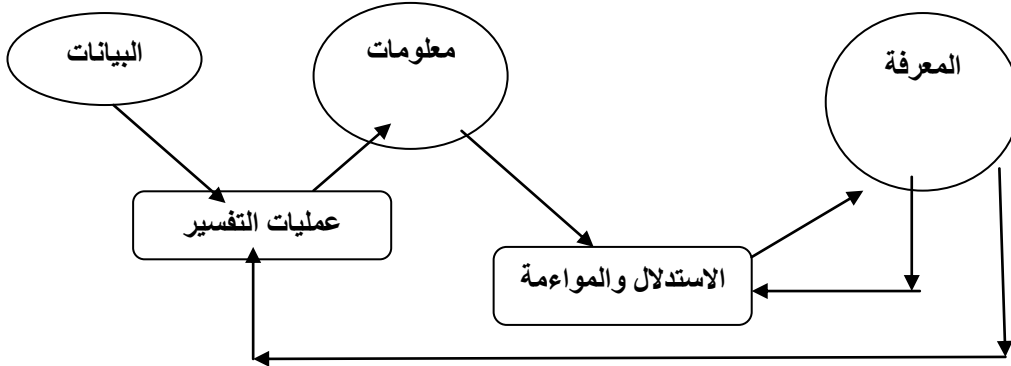 البيانات
معلومات
المعرفة
عمليات التفسير
الاستدلال والمواءمة